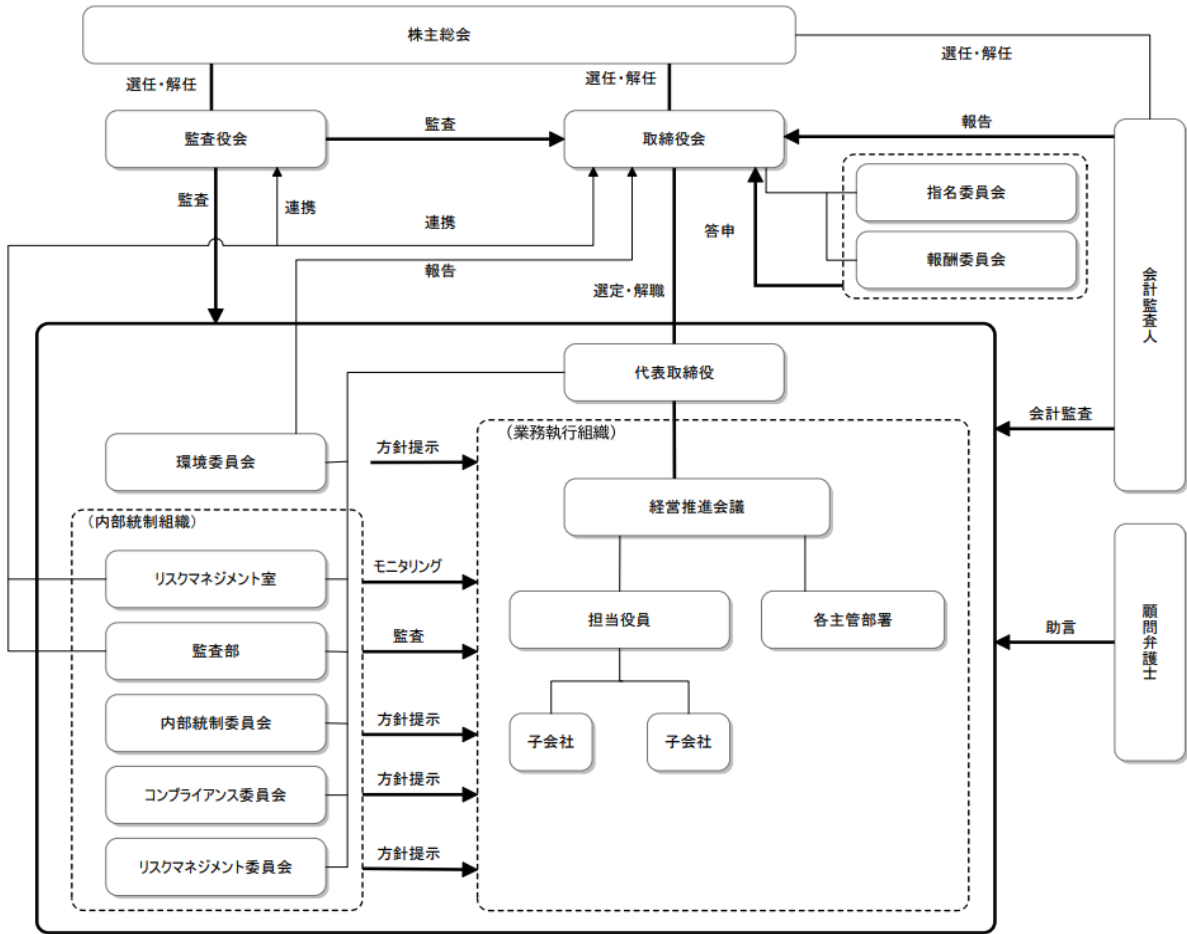 株主総会
選任・解任
選任・解任
選任・解任
監査役会
監査
取締役会
報告
監査
連携
連携
答申
指名委員会
報酬委員会
報告
選定・解職
会計監査人
代表取締役
会計監査
環境委員会
方針提示
(業務執行組織)
経営推進会議
(内部統制組織)
リスクマネジメント室
モニタリング
担当役員
各主管部署
顧問弁護士
助言
監査部
監査
内部統制委員会
方針提示
子会社
子会社
コンプライアンス委員会
方針提示
リスクマネジメント委員会
方針提示